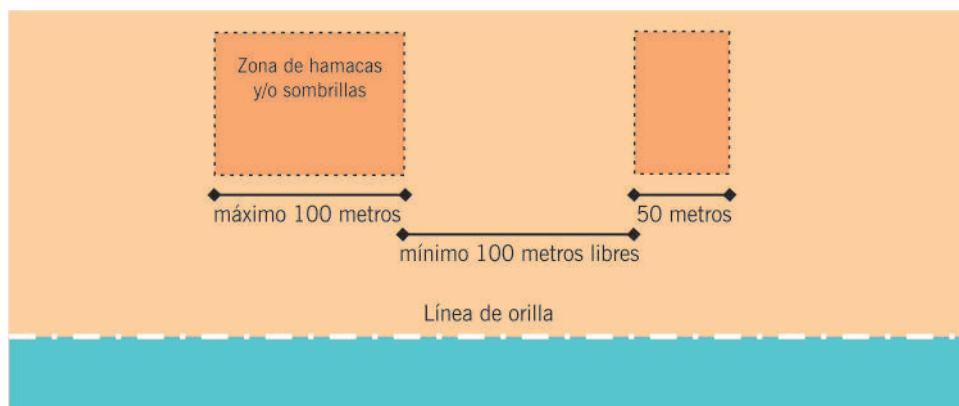 Zona de hamacas
y/o sombrillas
máximo 100 metros
50 metros
mínimo 100 metros libres
Línea de orilla